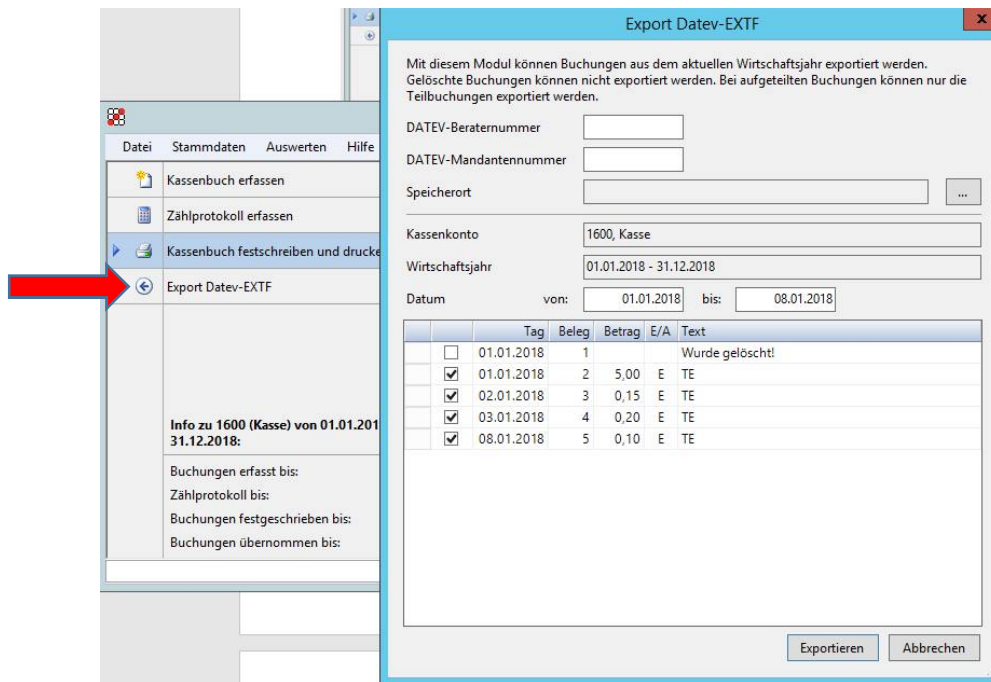 Datei Stammdaten Auswerten Hilfe
Kassenbuch erfassen
Zählprotokoll erfassen
Kassenbuch festschreiben und drucke
Export Datev-EXTF
Info zu 1600 (Kasse) von 01.01.201
31.12.2018:
Buchungen erfasst bis:
Zählprotokoll bis:
Buchungen festgeschrieben bis:
Buchungen übernommen bis:
Export Datev-EXTF
x
Mit diesem Modul können Buchungen aus dem aktuellen Wirtschaftsjahr exportiert werden.
Gelöschte Buchungen können nicht exportiert werden. Bei aufgeteilten Buchungen können nur die
Teilbuchungen exportiert werden.
DATEV-Beraternummer
DATEV-Mandantennummer
Speicherort ...
Kassenkonto 1600, Kasse
Wirtschaftsjahr 01.01.2018 - 31.12.2018
Datum von: 01.01.2018 bis: 08.01.2018
Tag Beleg Betrag E/A Text
01.01.2018 1 Wurde gelöscht!
01.01.2018 2 5,00 E TE
02.01.2018 3 0,15 E TE
03.01.2018 4 0,20 E TE
08.01.2018 5 0,10 E TE
Exportieren Abbrechen